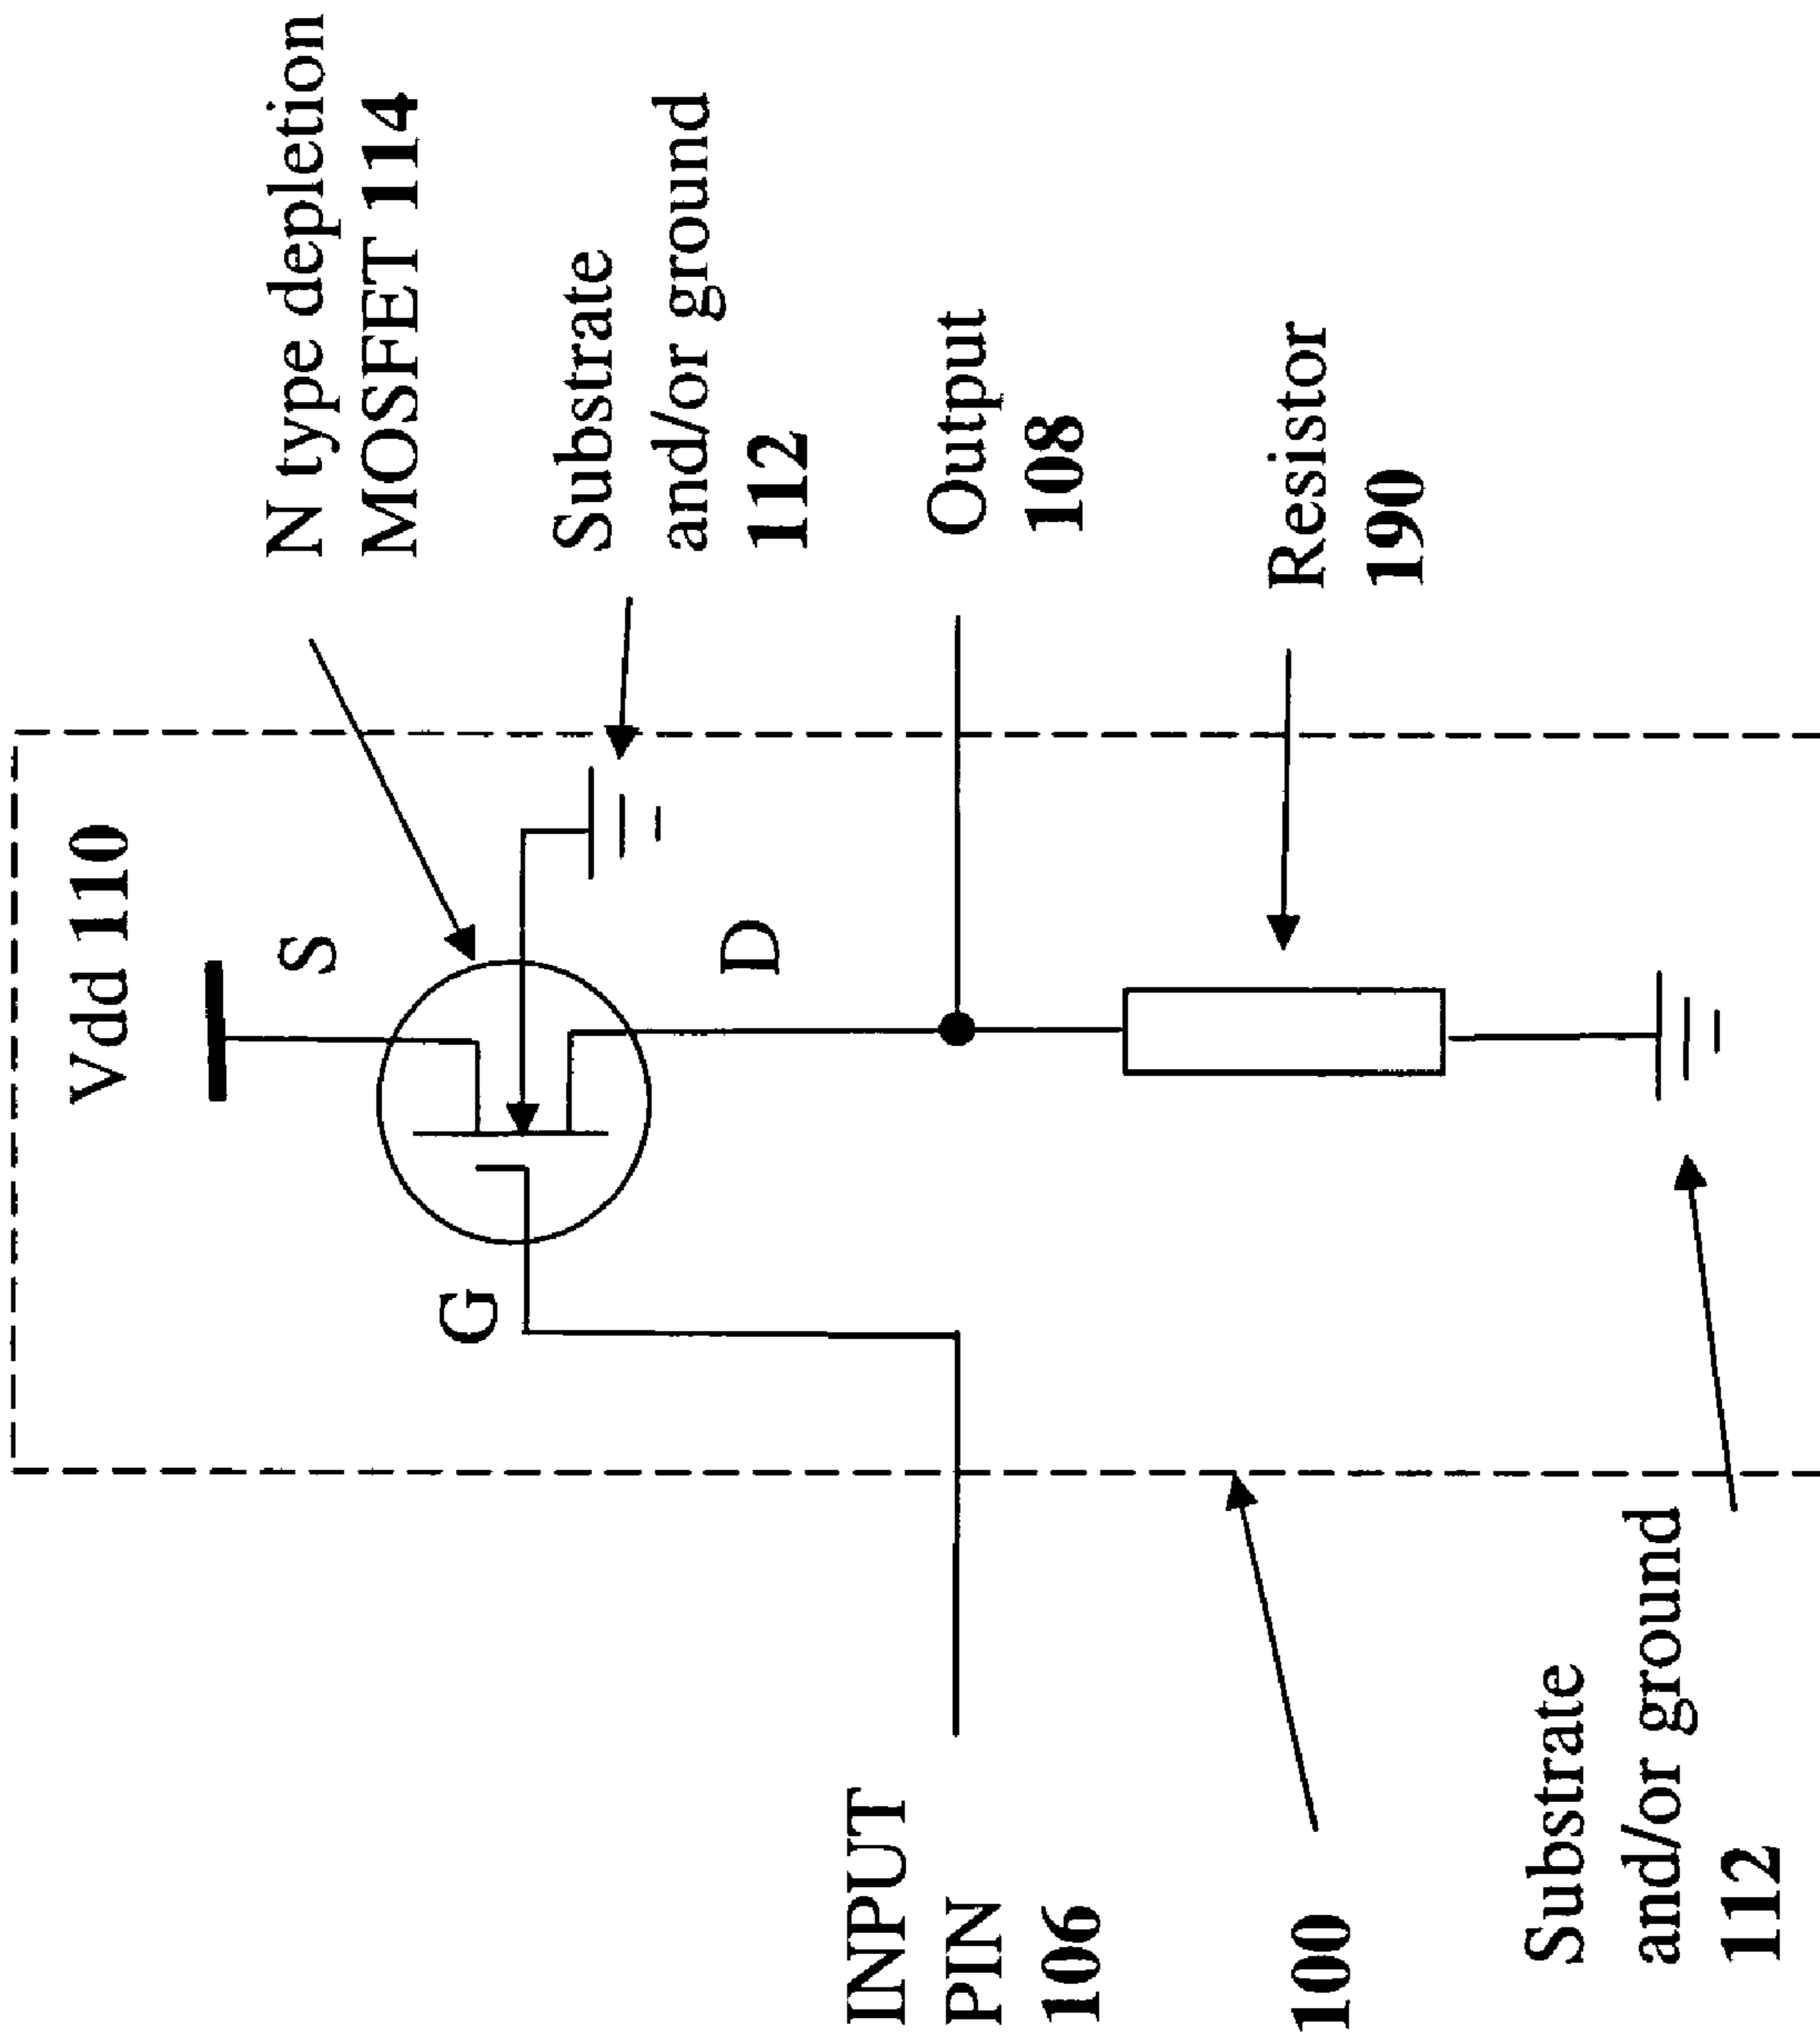 Vdd 110
S
N type depletion
MOSFET 114
G
Substrate
and/or ground
112
D
INPUT
PIN
106
Output
108
100
Resistor
190
Substrate
and/or ground
112